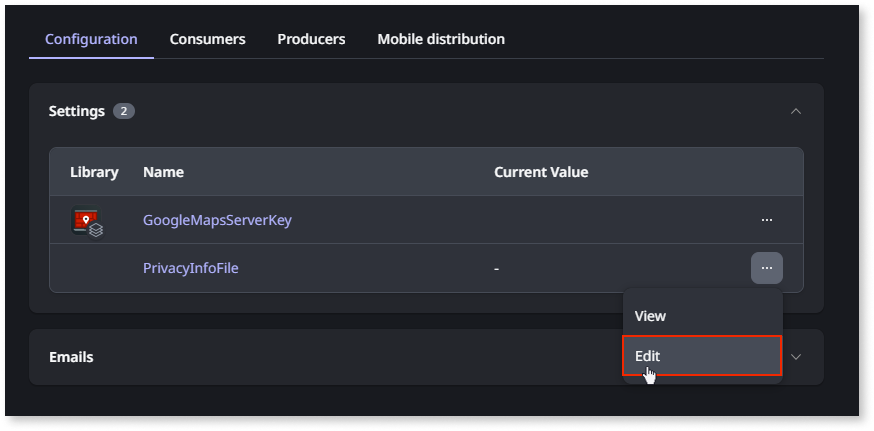 Configuration Consumers Producers Mobile distribution
Settings 2
Library Name Current Value
GoogleMapsServerKey ...
PrivacyInfoFile - ...
View
Edit
Emails